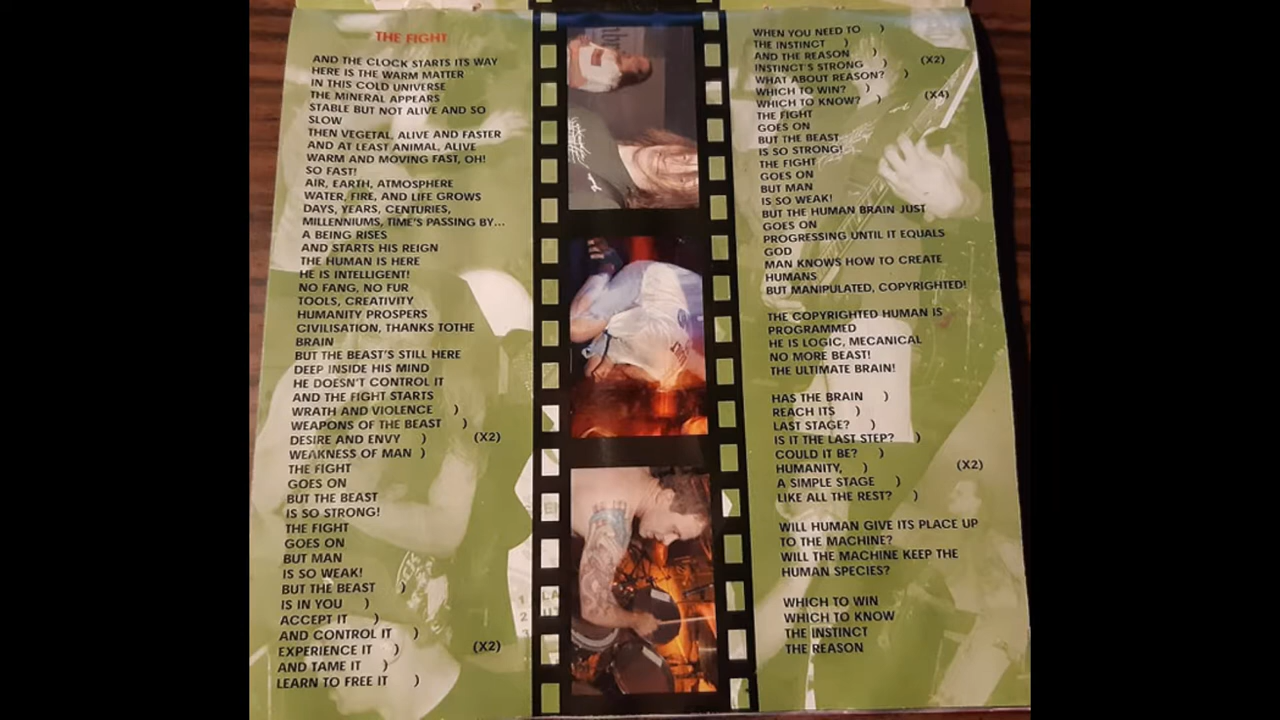 THE FIGHT
AND THE CLOCK STARTS ITS WAY
HERE IS THE WARM MATTER
IN THIS COLD UNIVERSE
THE MINERAL APPEARS
STABLE BUT NOT ALIVE AND SO
SLOW
THEN VEGETAL, ALIVE AND FASTER
AND AT LEAST ANIMAL, ALIVE
WARM AND MOVING FAST, OH!
SO FAST!
AIR, EARTH, ATMOSPHERE
WATER, FIRE, AND LIFE GROWS
DAYS, YEARS, CENTURIES,
MILLENNIUMS, TIME'S PASSING BY...
A BEING RISES
AND STARTS HIS REIGN
THE HUMAN IS HERE
HE IS INTELLIGENT!
NO FANG, NO FUR
TOOLS, CREATIVITY
HUMANITY PROSPERS
CIVILISATION, THANKS TOTHE
BRAIN
BUT THE BEAST'S STILL HERE
DEEP INSIDE HIS MIND
HE DOESN'T CONTROL IT
AND THE FIGHT STARTS
WRATH AND VIOLENCE )
WEAPONS OF THE BEAST )
DESIRE AND ENVY ) (X2)
WEAKNESS OF MAN )
THE FIGHT
GOES ON
BUT THE BEAST
IS SO STRONG!
THE FIGHT
GOES ON
BUT MAN
IS SO WEAK!
BUT THE BEAST )
IS IN YOU )
ACCEPT IT )
AND CONTROL IT )
EXPERIENCE IT ) (X2)
AND TAME IT )
LEARN TO FREE IT )
WHEN YOU NEED TO )
THE INSTINCT )
AND THE REASON )
INSTINCT'S STRONG ) (X2)
WHAT ABOUT REASON? )
WHICH TO WIN? )
WHICH TO KNOW? ) (X4)
THE FIGHT
GOES ON
BUT THE BEAST
IS SO STRONG!
THE FIGHT
GOES ON
BUT MAN
IS SO WEAK!
BUT THE HUMAN BRAIN JUST
GOES ON
PROGRESSING UNTIL IT EQUALS
GOD
MAN KNOWS HOW TO CREATE
HUMANS
BUT MANIPULATED, COPYRIGHTED!
THE COPYRIGHTED HUMAN IS
PROGRAMMED
HE IS LOGIC, MECANICAL
NO MORE BEAST!
THE ULTIMATE BRAIN!
HAS THE BRAIN )
REACH ITS )
LAST STAGE? )
IS IT THE LAST STEP? )
COULD IT BE? )
HUMANITY, ) (X2)
A SIMPLE STAGE )
LIKE ALL THE REST? )
WILL HUMAN GIVE ITS PLACE UP
TO THE MACHINE?
WILL THE MACHINE KEEP THE
HUMAN SPECIES?
WHICH TO WIN
WHICH TO KNOW
THE INSTINCT
THE REASON